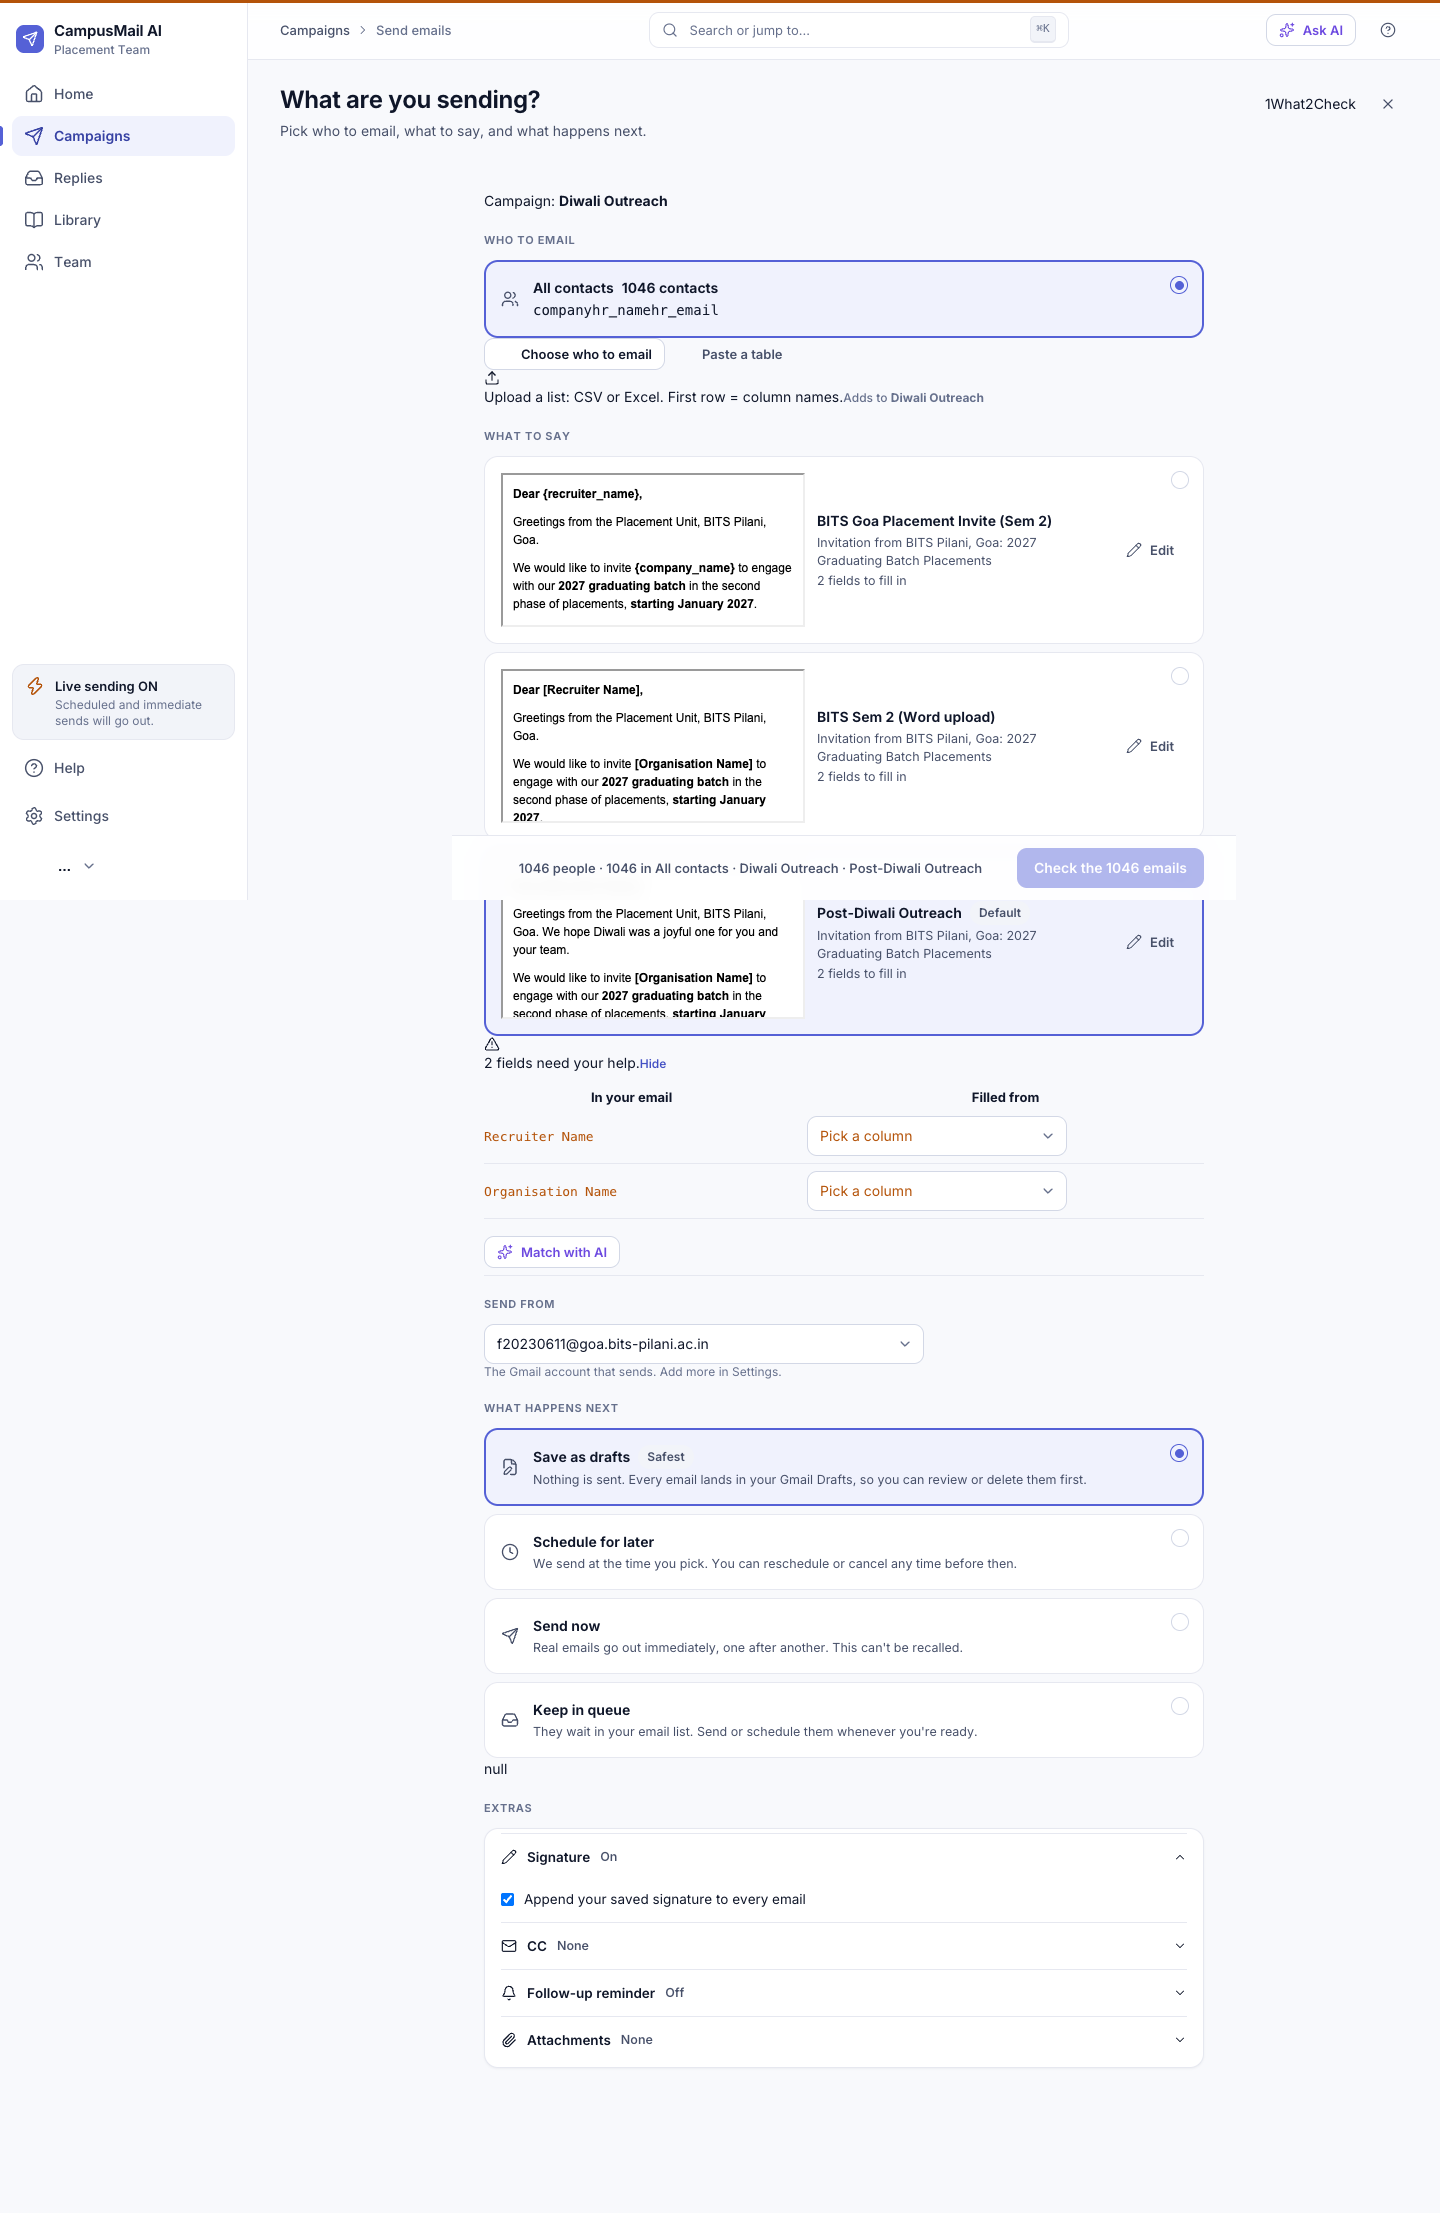 CampusMail AI
Placement Team
Home
Campaigns
Replies
Library
Team
Live sending ON
Scheduled and immediate
sends will go out.
Help
Settings
...
Campaigns > Send emails
Search or jump to...
⌘K
Ask AI
What are you sending?
Pick who to email, what to say, and what happens next.
1What2Check
Campaign: Diwali Outreach
WHO TO EMAIL
All contacts 1046 contacts
companyhr_namehr_email
Choose who to email
Paste a table
Upload a list: CSV or Excel. First row = column names.Adds to Diwali Outreach
WHAT TO SAY
Dear {recruiter_name},
Greetings from the Placement Unit, BITS Pilani,
Goa.
We would like to invite {company_name} to engage
with our 2027 graduating batch in the second
phase of placements, starting January 2027.
BITS Goa Placement Invite (Sem 2)
Invitation from BITS Pilani, Goa: 2027
Graduating Batch Placements
2 fields to fill in
Edit
Dear [Recruiter Name],
Greetings from the Placement Unit, BITS Pilani,
Goa.
We would like to invite [Organisation Name] to
engage with our 2027 graduating batch in the
second phase of placements, starting January
2027.
BITS Sem 2 (Word upload)
Invitation from BITS Pilani, Goa: 2027
Graduating Batch Placements
2 fields to fill in
Edit
1046 people · 1046 in All contacts · Diwali Outreach · Post-Diwali Outreach
Check the 1046 emails
Greetings from the Placement Unit, BITS Pilani,
Goa. We hope Diwali was a joyful one for you and
your team.
We would like to invite [Organisation Name] to
engage with our 2027 graduating batch in the
second phase of placements, starting January
Post-Diwali Outreach Default
Invitation from BITS Pilani, Goa: 2027
Graduating Batch Placements
2 fields to fill in
Edit
2 fields need your help.Hide
In your email
Filled from
Recruiter Name
Pick a column
Organisation Name
Pick a column
Match with AI
SEND FROM
f20230611@goa.bits-pilani.ac.in
The Gmail account that sends. Add more in Settings.
WHAT HAPPENS NEXT
Save as drafts Safest
Nothing is sent. Every email lands in your Gmail Drafts, so you can review or delete them first.
Schedule for later
We send at the time you pick. You can reschedule or cancel any time before then.
Send now
Real emails go out immediately, one after another. This can't be recalled.
Keep in queue
They wait in your email list. Send or schedule them whenever you're ready.
null
EXTRAS
Signature On
Append your saved signature to every email
CC None
Follow-up reminder Off
Attachments None